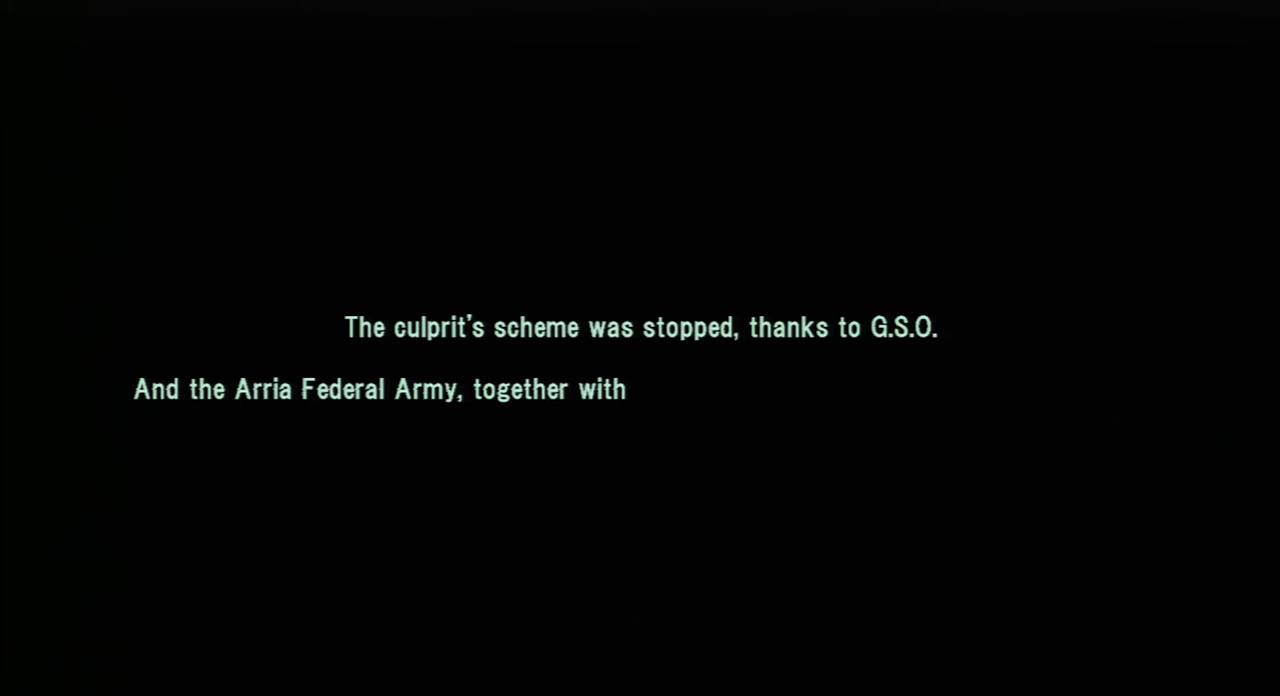 The culprit's scheme was stopped, thanks to G.S.O.
And the Arria Federal Army, together with